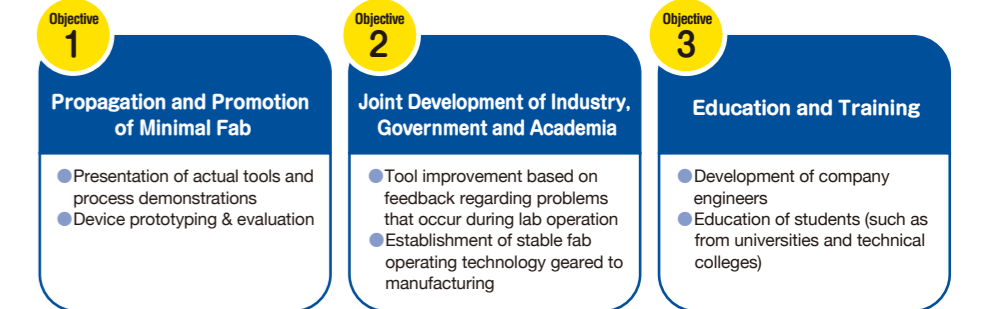 Objective
1
Propagation and Promotion
of Minimal Fab
●Presentation of actual tools and
process demonstrations
●Device prototyping & evaluation
Objective
2
Joint Development of Industry,
Government and Academia
●Tool improvement based on
feedback regarding problems
that occur during lab operation
●Establishment of stable fab
operating technology geared to
manufacturing
Objective
3
Education and Training
●Development of company
engineers
●Education of students (such as
from universities and technical
colleges)